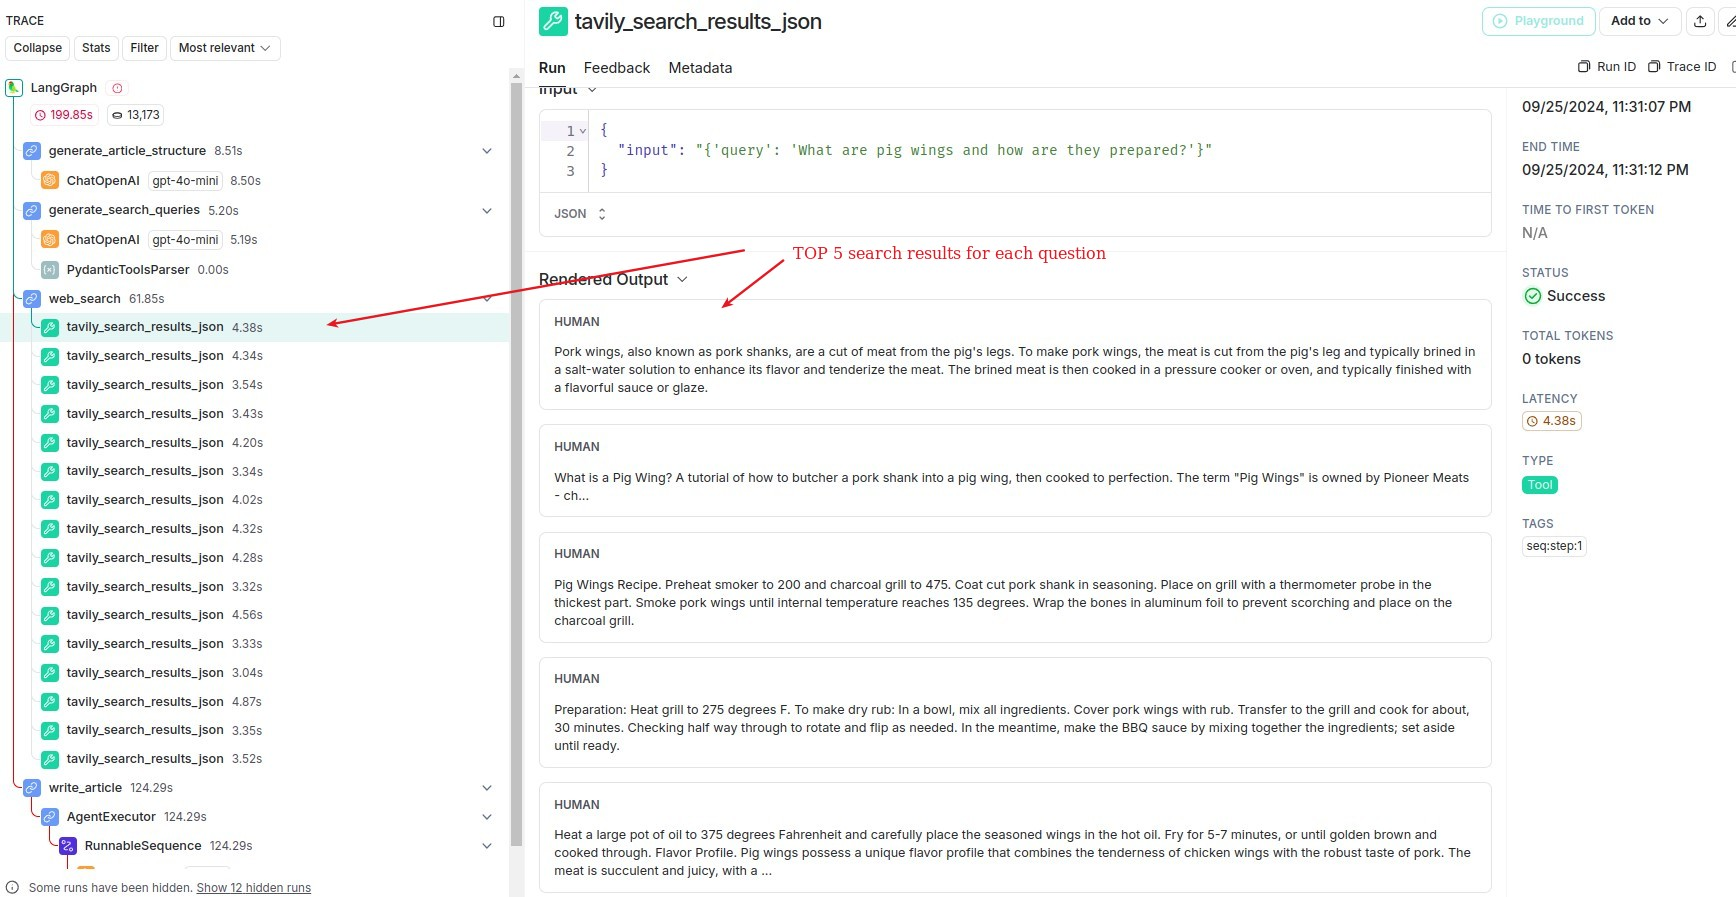 TRACE
Collapse Stats Filter Most relevant
LangGraph
199.85s 13,173
generate_article_structure 8.51s
ChatOpenAI gpt-4o-mini 8.50s
generate_search_queries 5.20s
ChatOpenAI gpt-4o-mini 5.19s
PydanticToolsParser 0.00s
web_search 61.85s
tavily_search_results_json 4.38s
tavily_search_results_json 4.34s
tavily_search_results_json 3.54s
tavily_search_results_json 3.43s
tavily_search_results_json 4.20s
tavily_search_results_json 3.34s
tavily_search_results_json 4.02s
tavily_search_results_json 4.32s
tavily_search_results_json 4.28s
tavily_search_results_json 3.32s
tavily_search_results_json 4.56s
tavily_search_results_json 3.33s
tavily_search_results_json 3.04s
tavily_search_results_json 4.87s
tavily_search_results_json 3.35s
tavily_search_results_json 3.52s
write_article 124.29s
AgentExecutor 124.29s
RunnableSequence 124.29s
Some runs have been hidden. Show 12 hidden runs
tavily_search_results_json
Playground Add to
Run Feedback Metadata
Run ID Trace ID
Input
1 {
2 "input": "{'query': 'What are pig wings and how are they prepared?'}"
3 }
JSON
TOP 5 search results for each question
Rendered Output
HUMAN
Pork wings, also known as pork shanks, are a cut of meat from the pig's legs. To make pork wings, the meat is cut from the pig's leg and typically brined in
a salt-water solution to enhance its flavor and tenderize the meat. The brined meat is then cooked in a pressure cooker or oven, and typically finished with
a flavorful sauce or glaze.
HUMAN
What is a Pig Wing? A tutorial of how to butcher a pork shank into a pig wing, then cooked to perfection. The term "Pig Wings" is owned by Pioneer Meats
- ch...
HUMAN
Pig Wings Recipe. Preheat smoker to 200 and charcoal grill to 475. Coat cut pork shank in seasoning. Place on grill with a thermometer probe in the
thickest part. Smoke pork wings until internal temperature reaches 135 degrees. Wrap the bones in aluminum foil to prevent scorching and place on the
charcoal grill.
HUMAN
Preparation: Heat grill to 275 degrees F. To make dry rub: In a bowl, mix all ingredients. Cover pork wings with rub. Transfer to the grill and cook for about,
30 minutes. Checking half way through to rotate and flip as needed. In the meantime, make the BBQ sauce by mixing together the ingredients; set aside
until ready.
HUMAN
Heat a large pot of oil to 375 degrees Fahrenheit and carefully place the seasoned wings in the hot oil. Fry for 5-7 minutes, or until golden brown and
cooked through. Flavor Profile. Pig wings possess a unique flavor profile that combines the tenderness of chicken wings with the robust taste of pork. The
meat is succulent and juicy, with a ...
09/25/2024, 11:31:07 PM
END TIME
09/25/2024, 11:31:12 PM
TIME TO FIRST TOKEN
N/A
STATUS
Success
TOTAL TOKENS
0 tokens
LATENCY
4.38s
TYPE
Tool
TAGS
seq:step:1